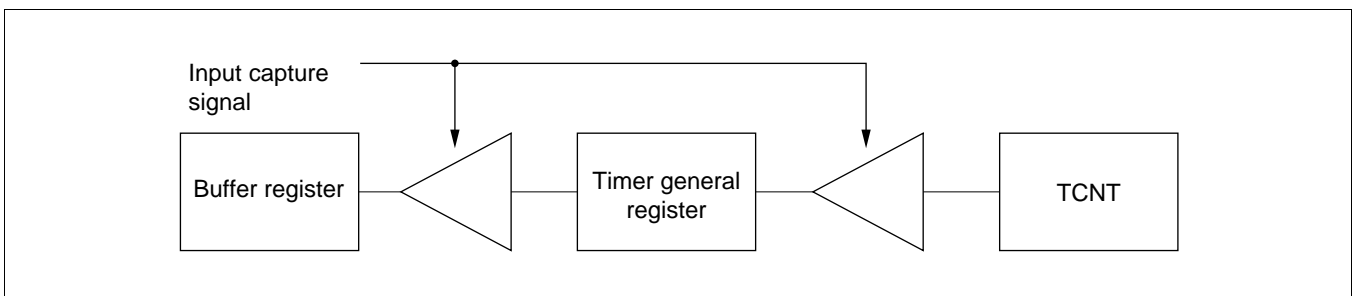 Input capture
signal
Buffer register
Timer general
register
TCNT